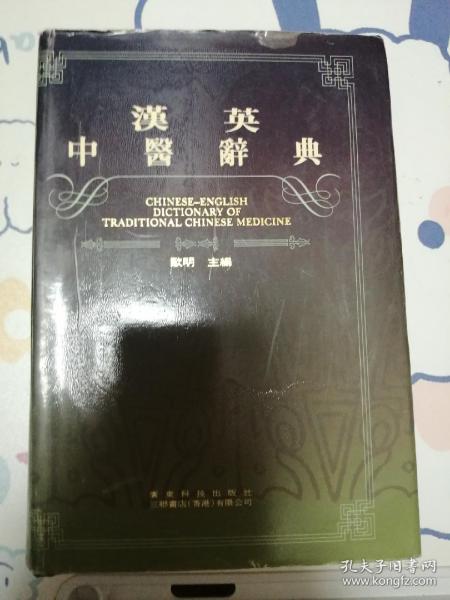 漢英
中醫辭典
CHINESE-ENGLISH
DICTIONARY OF
TRADITIONAL CHINESE MEDICINE
歐明 主編
廣東科技出版社
三聯書店(香港)有限公司
孔夫子旧书网
www.kongfz.com